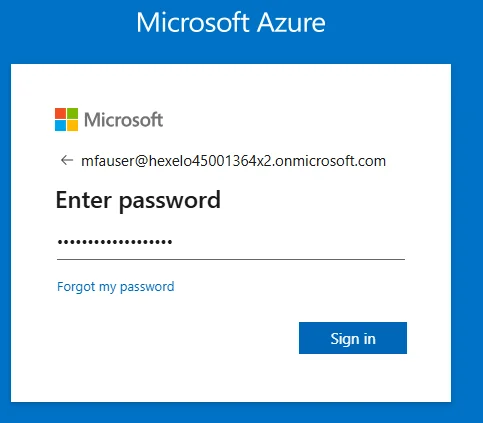 Microsoft Azure
Microsoft
← mfauser@hexelo45001364x2.onmicrosoft.com
Enter password
•••••••••••••••••••
Forgot my password
Sign in